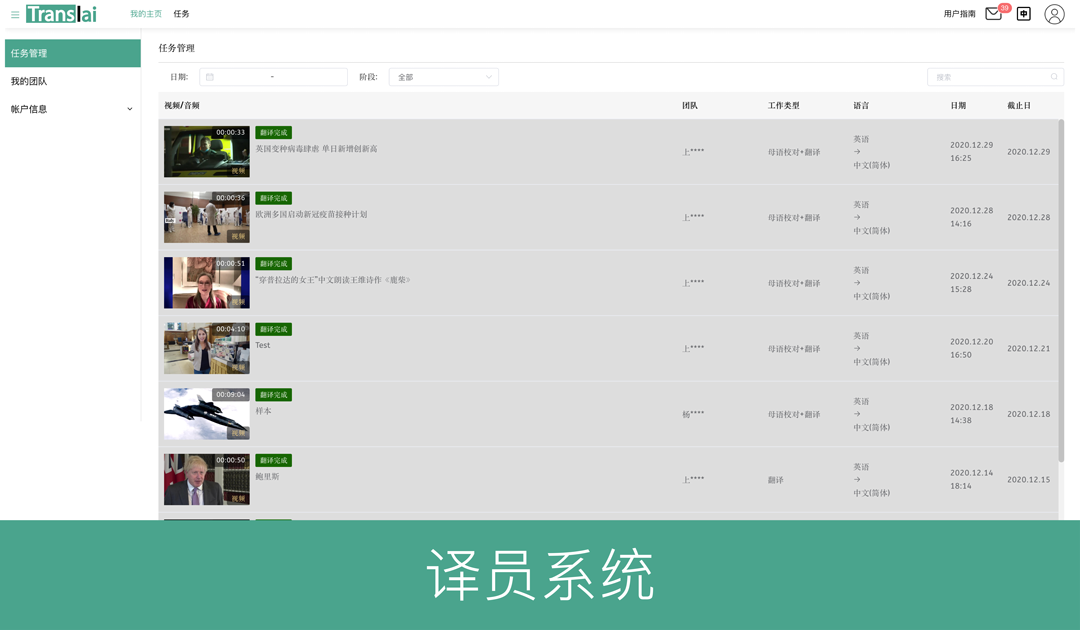 Translai
我的主页 任务
用户指南
39
中
任务管理
我的团队
帐户信息
任务管理
日期: - 阶段: 全部 搜索
视频/音频 团队 工作类型 语言 日期 截止日
00:00:33
视频
翻译完成
英国变种病毒肆虐 单日新增创新高
上****
母语校对+翻译
英语
→
中文(简体)
2020.12.29
16:25
2020.12.29
00:00:36
视频
翻译完成
欧洲多国启动新冠疫苗接种计划
上****
母语校对+翻译
英语
→
中文(简体)
2020.12.28
14:16
2020.12.28
00:00:51
视频
翻译完成
“穿普拉达的女王”中文朗读王维诗作《鹿柴》
上****
母语校对+翻译
英语
→
中文(简体)
2020.12.24
15:28
2020.12.24
00:04:10
视频
翻译完成
Test
上****
母语校对+翻译
英语
→
中文(简体)
2020.12.20
16:50
2020.12.21
00:09:04
视频
翻译完成
样本
杨****
母语校对+翻译
英语
→
中文(简体)
2020.12.18
14:38
2020.12.18
00:00:50
视频
翻译完成
鲍里斯
上****
翻译
英语
→
中文(简体)
2020.12.14
18:14
2020.12.15
译员系统